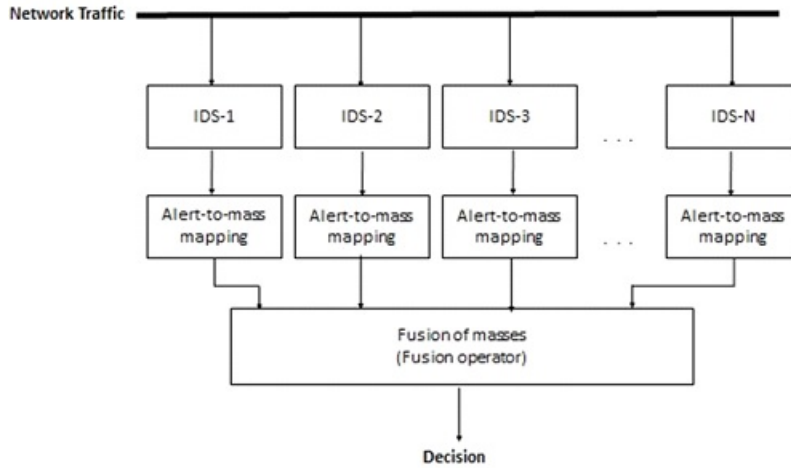 Network Traffic
IDS-1
IDS-2
IDS-3
. . .
IDS-N
Alert-to-mass
mapping
Alert-to-mass
mapping
Alert-to-mass
mapping
. . .
Alert-to-mass
mapping
Fusion of masses
(Fusion operator)
Decision